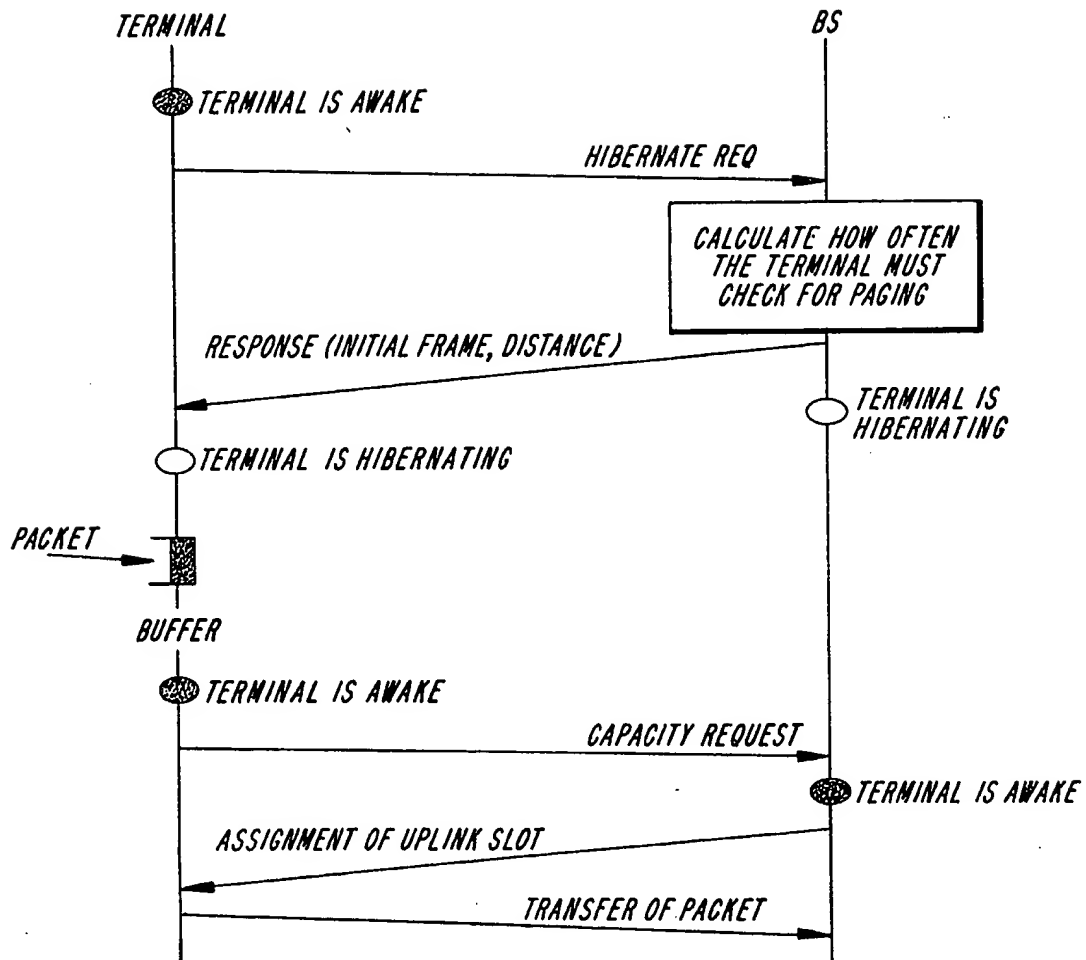 TERMINAL
BS
TERMINAL IS AWAKE
HIBERNATE REQ
CALCULATE HOW OFTEN
THE TERMINAL MUST
CHECK FOR PAGING
RESPONSE (INITIAL FRAME, DISTANCE)
TERMINAL IS
HIBERNATING
TERMINAL IS HIBERNATING
PACKET
BUFFER
TERMINAL IS AWAKE
CAPACITY REQUEST
TERMINAL IS AWAKE
ASSIGNMENT OF UPLINK SLOT
TRANSFER OF PACKET